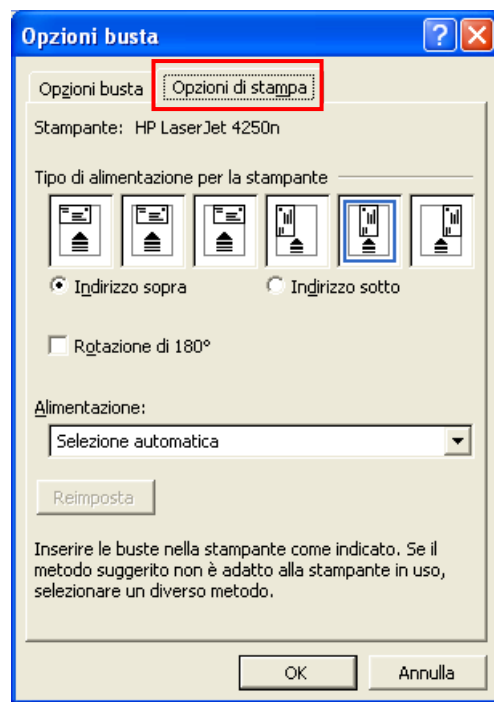 Opzioni busta
Opzioni busta Opzioni di stampa
Stampante: HP LaserJet 4250n
Tipo di alimentazione per la stampante
Indirizzo sopra Indirizzo sotto
Rotazione di 180°
Alimentazione:
Selezione automatica
Reimposta
Inserire le buste nella stampante come indicato. Se il
metodo suggerito non è adatto alla stampante in uso,
selezionare un diverso metodo.
OK Annulla